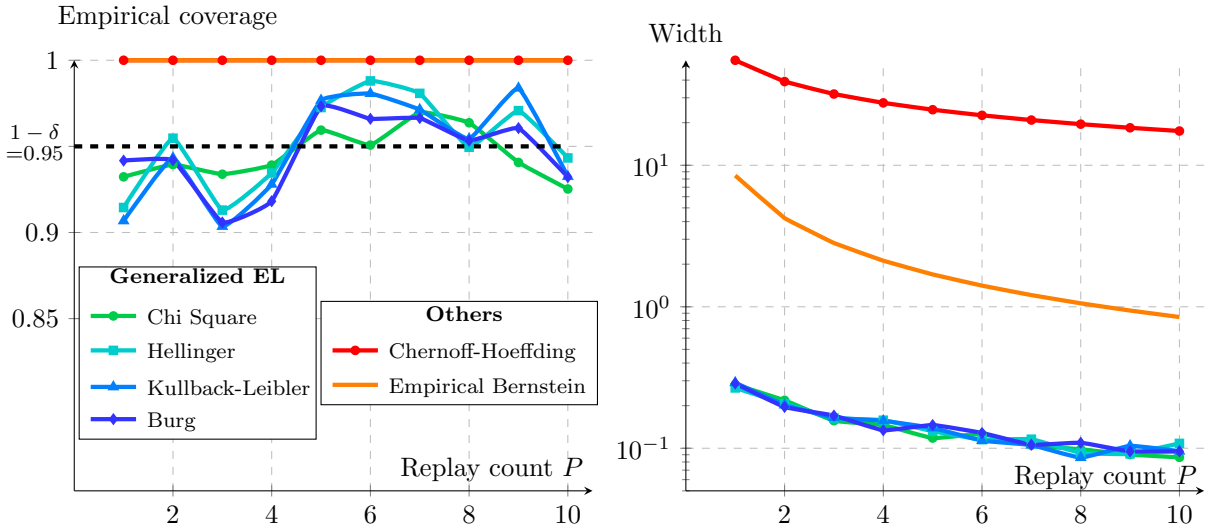 Empirical coverage
1
1 − δ
=0.95
0.9
0.85
Generalized EL
Chi Square
Hellinger
Kullback-Leibler
Burg
Others
Chernoff-Hoeffding
Empirical Bernstein
Replay count P
2 4 6 8 10
Width
10^1
10^0
10^−1
Replay count P
2 4 6 8 10